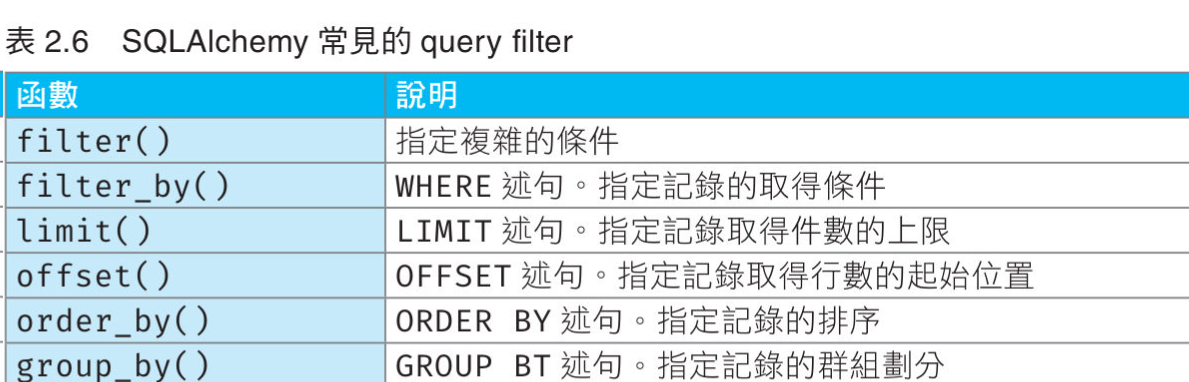 表 2.6 SQLAlchemy 常見的 query filter
函數 說明
filter() 指定複雜的條件
filter_by() WHERE 述句。指定記錄的取得條件
limit() LIMIT 述句。指定記錄取得件數的上限
offset() OFFSET 述句。指定記錄取得行數的起始位置
order_by() ORDER BY 述句。指定記錄的排序
group_by() GROUP BT 述句。指定記錄的群組劃分